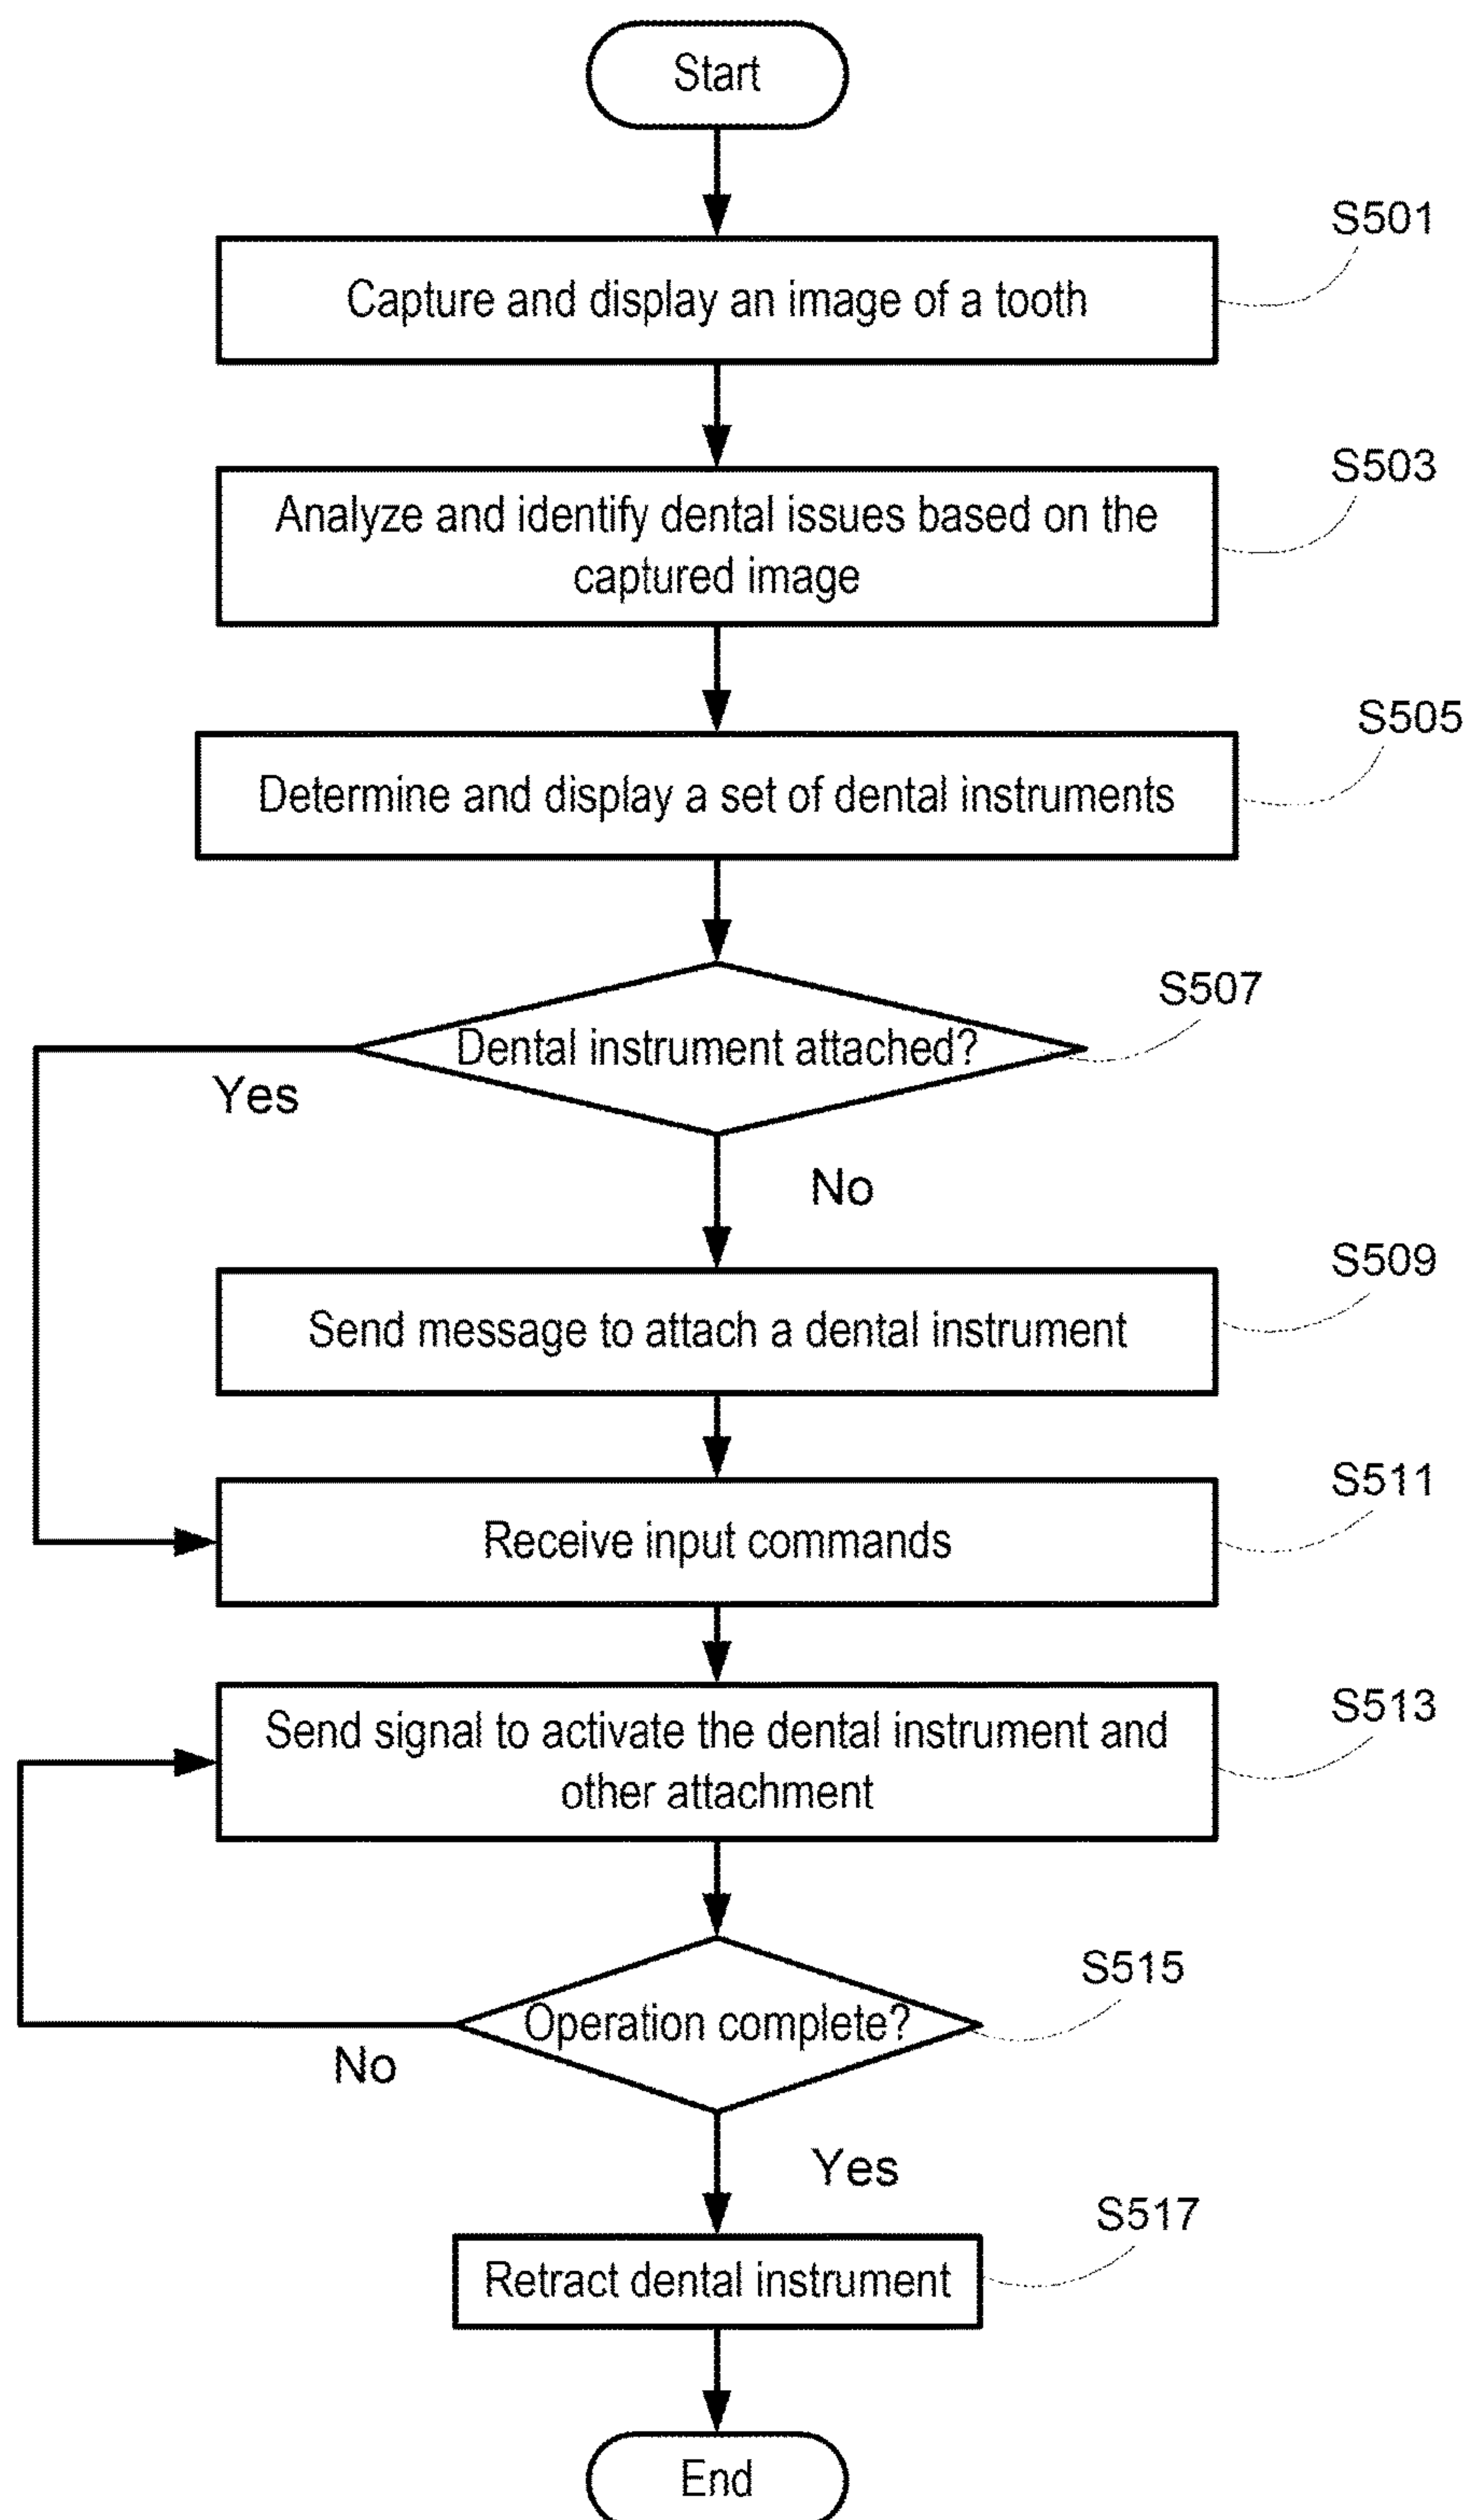 Start
S501
Capture and display an image of a tooth
S503
Analyze and identify dental issues based on the
captured image
S505
Determine and display a set of dental instruments
S507
Dental instrument attached?
Yes
No
S509
Send message to attach a dental instrument
S511
Receive input commands
S513
Send signal to activate the dental instrument and
other attachment
S515
Operation complete?
No
Yes
S517
Retract dental instrument
End